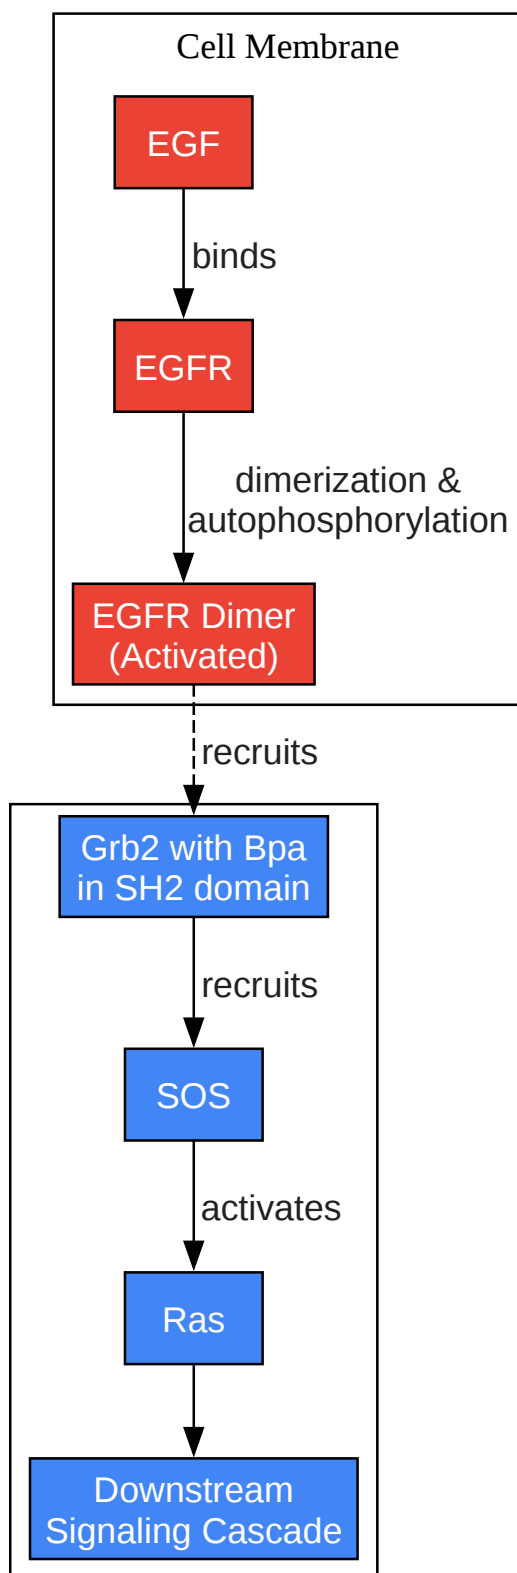 Cell Membrane
EGF
binds
EGFR
dimerization &
autophosphorylation
EGFR Dimer
(Activated)
recruits
Grb2 with Bpa
in SH2 domain
recruits
SOS
activates
Ras
Downstream
Signaling Cascade